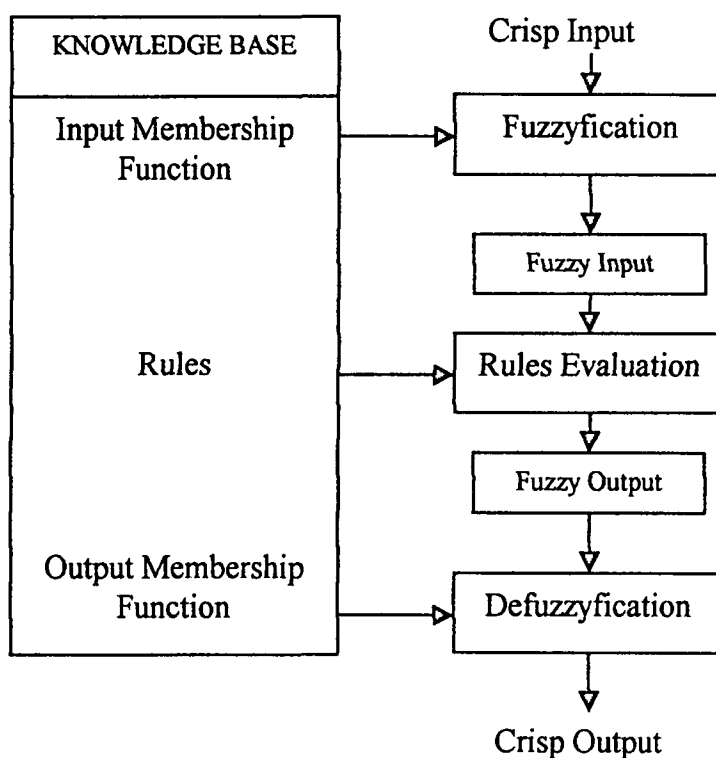 KNOWLEDGE BASE
Input Membership
Function
Rules
Output Membership
Function
Crisp Input
Fuzzyfication
Fuzzy Input
Rules Evaluation
Fuzzy Output
Defuzzyfication
Crisp Output